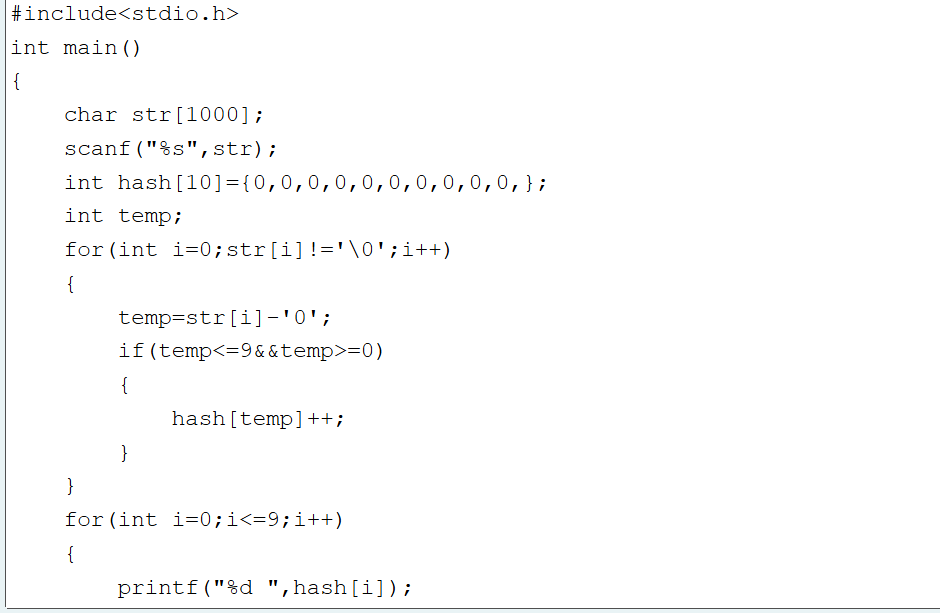 #include<stdio.h>
int main()
{
    char str[1000];
    scanf("%s",str);
    int hash[10]={0,0,0,0,0,0,0,0,0,0,};
    int temp;
    for(int i=0;str[i]!='\0';i++)
    {
        temp=str[i]-'0';
        if(temp<=9&&temp>=0)
        {
            hash[temp]++;
        }
    }
    for(int i=0;i<=9;i++)
    {
        printf("%d ",hash[i]);